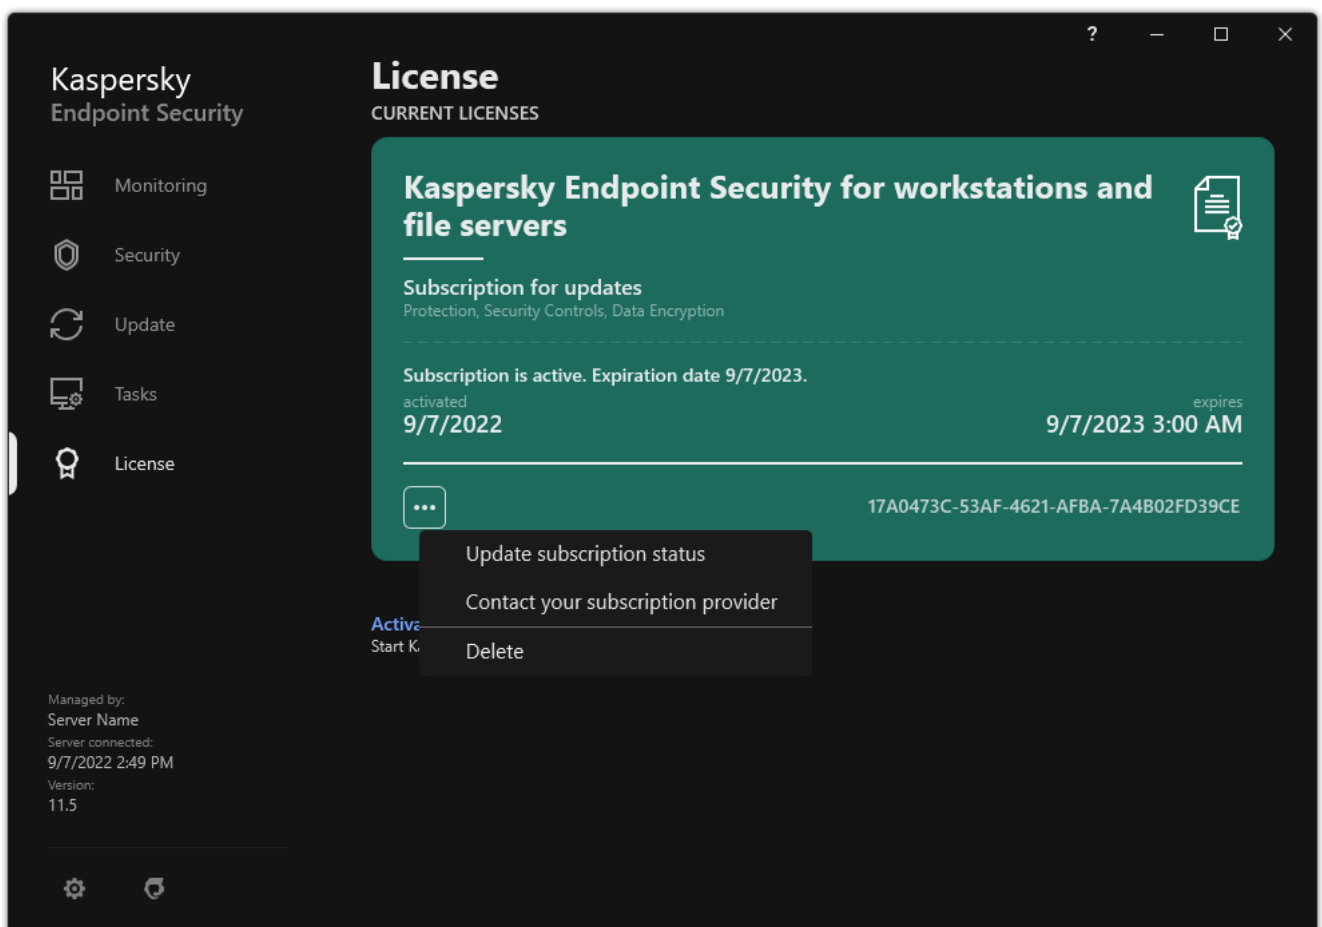 ?
Kaspersky
Endpoint Security
Monitoring
Security
Update
Tasks
License
Managed by:
Server Name
Server connected:
9/7/2022 2:49 PM
Version:
11.5
License
CURRENT LICENSES
Kaspersky Endpoint Security for workstations and
file servers
Subscription for updates
Protection, Security Controls, Data Encryption
Subscription is active. Expiration date 9/7/2023.
activated
expires
9/7/2022
9/7/2023 3:00 AM
17A0473C-53AF-4621-AFBA-7A4B02FD39CE
Update subscription status
Contact your subscription provider
Delete
Start